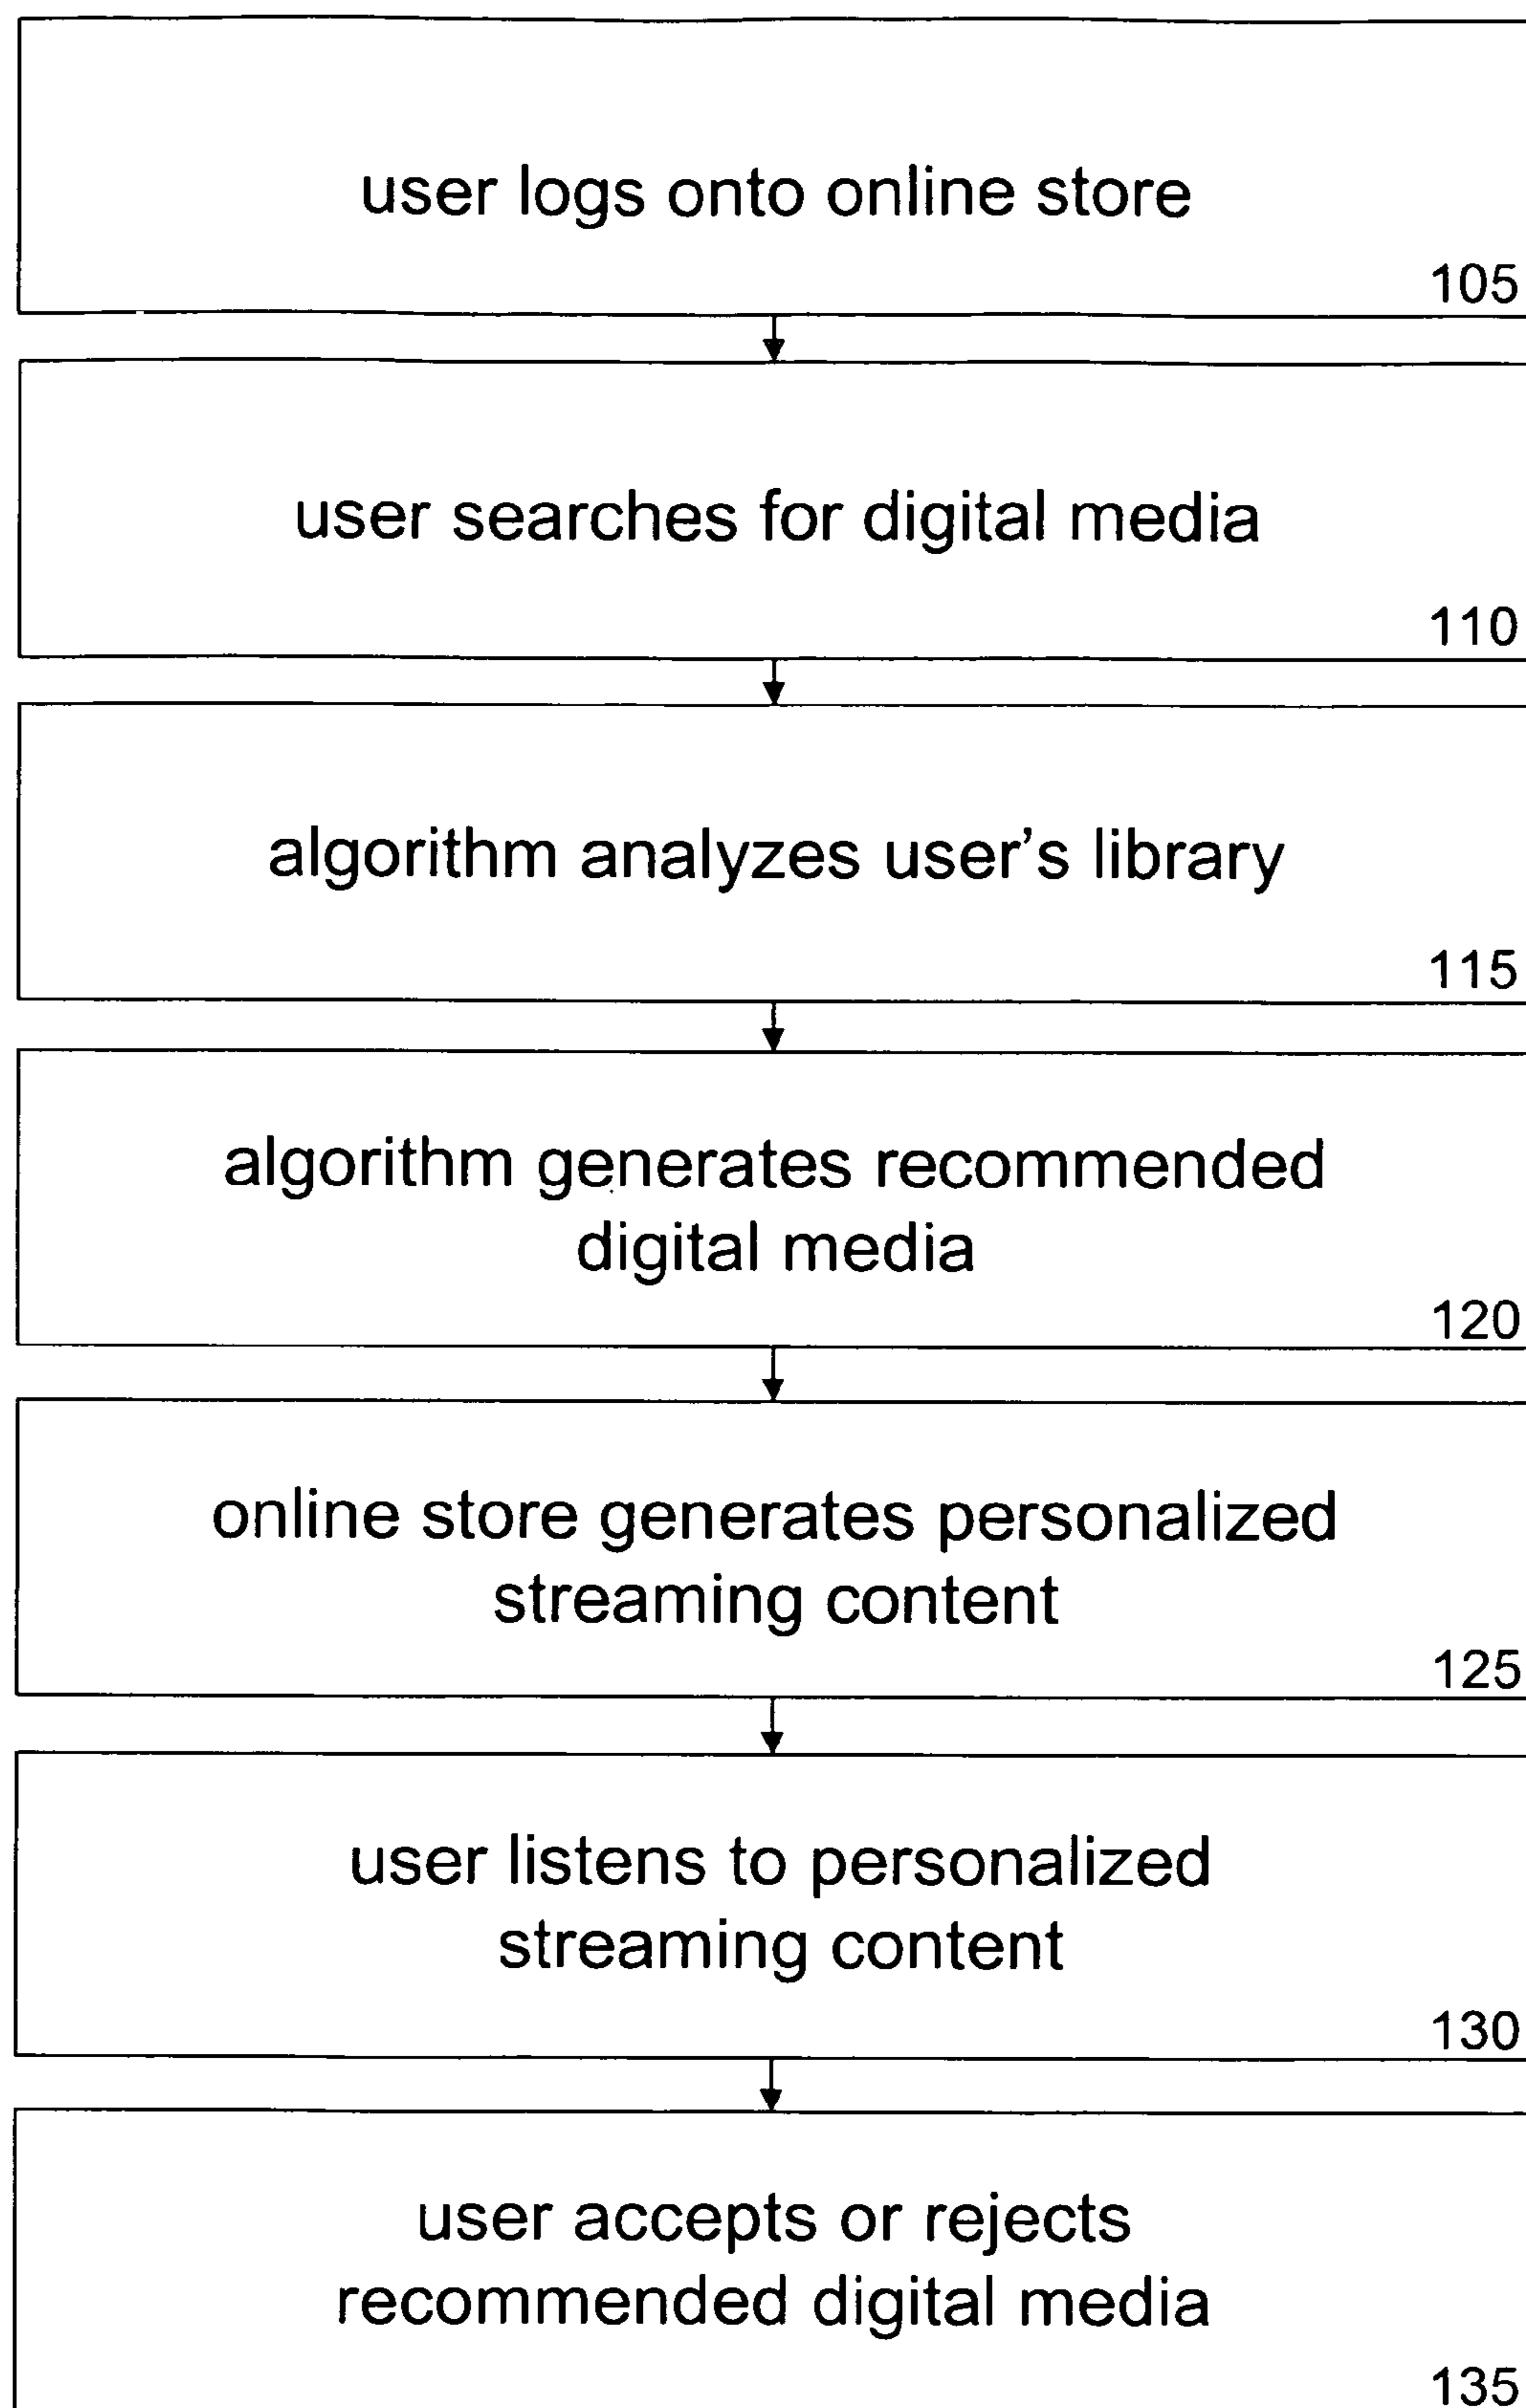 user logs onto online store
105
user searches for digital media
110
algorithm analyzes user's library
115
algorithm generates recommended
digital media
120
online store generates personalized
streaming content
125
user listens to personalized
streaming content
130
user accepts or rejects
recommended digital media
135